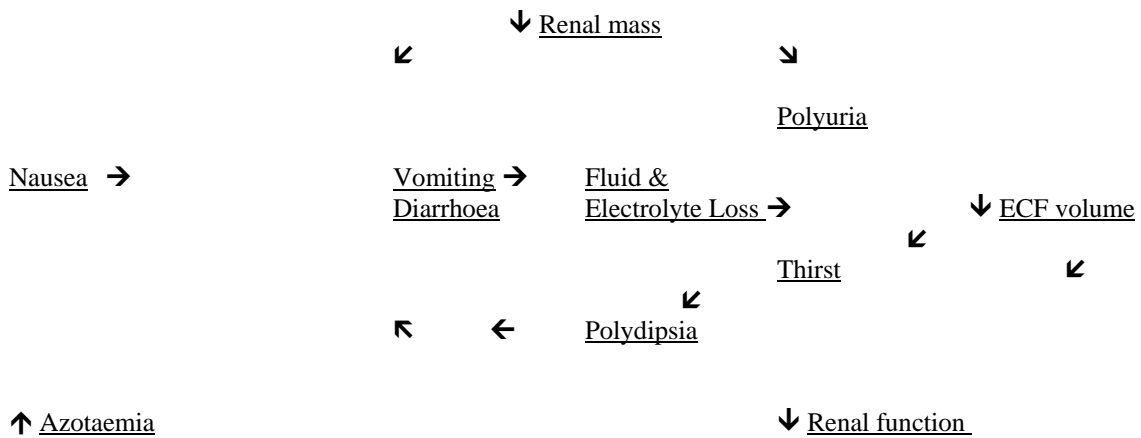 🡫 Renal mass
🡯 🡮
Polyuria
Nausea 🡪 Vomiting 🡪 Fluid &
Diarrhoea Electrolyte Loss 🡪 🡫 ECF volume
🡯
Thirst 🡯
🡯
🡬 🡨 Polydipsia
🡩 Azotaemia 🡫 Renal function